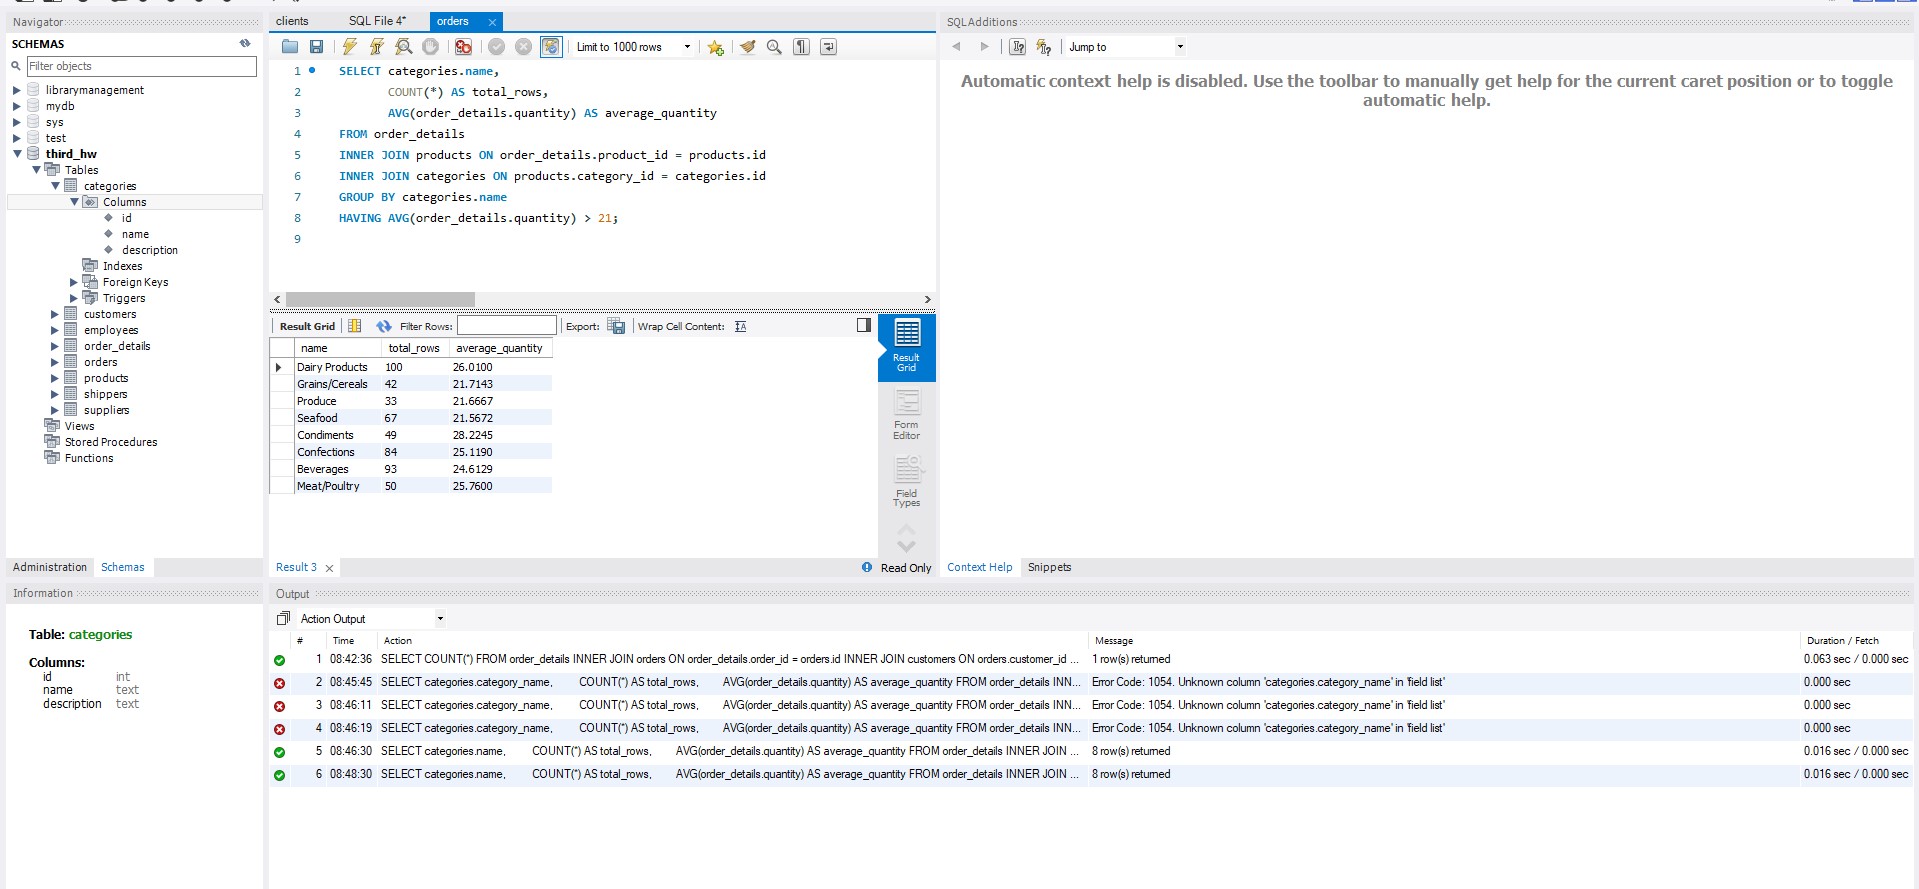 clients SQL File 4* orders
Navigator
SCHEMAS
Filter objects
librarymanagement
mydb
sys
test
third_hw
Tables
categories
Columns
id
name
description
Indexes
Foreign Keys
Triggers
customers
employees
order_details
orders
products
shippers
suppliers
Views
Stored Procedures
Functions
Administration Schemas
Limit to 1000 rows
1 SELECT categories.name,
2 COUNT(*) AS total_rows,
3 AVG(order_details.quantity) AS average_quantity
4 FROM order_details
5 INNER JOIN products ON order_details.product_id = products.id
6 INNER JOIN categories ON products.category_id = categories.id
7 GROUP BY categories.name
8 HAVING AVG(order_details.quantity) > 21;
9
Result Grid Filter Rows: Export: Wrap Cell Content:
name total_rows average_quantity
Dairy Products 100 26.0100
Grains/Cereals 42 21.7143
Produce 33 21.6667
Seafood 67 21.5672
Condiments 49 28.2245
Confections 84 25.1190
Beverages 93 24.6129
Meat/Poultry 50 25.7600
Result
Grid
Form
Editor
Field
Types
Result 3 Read Only
SQLAdditions
Jump to
Automatic context help is disabled. Use the toolbar to manually get help for the current caret position or to toggle
automatic help.
Context Help Snippets
Information
Table: categories
Columns:
id int
name text
description text
Output
Action Output
# Time Action Message Duration / Fetch
1 08:42:36 SELECT COUNT(*) FROM order_details INNER JOIN orders ON order_details.order_id = orders.id INNER JOIN customers ON orders.customer_id ... 1 row(s) returned 0.063 sec / 0.000 sec
2 08:45:45 SELECT categories.category_name, COUNT(*) AS total_rows, AVG(order_details.quantity) AS average_quantity FROM order_details INN... Error Code: 1054. Unknown column 'categories.category_name' in 'field list' 0.000 sec
3 08:46:11 SELECT categories.category_name, COUNT(*) AS total_rows, AVG(order_details.quantity) AS average_quantity FROM order_details INN... Error Code: 1054. Unknown column 'categories.category_name' in 'field list' 0.000 sec
4 08:46:19 SELECT categories.category_name, COUNT(*) AS total_rows, AVG(order_details.quantity) AS average_quantity FROM order_details INN... Error Code: 1054. Unknown column 'categories.category_name' in 'field list' 0.000 sec
5 08:46:30 SELECT categories.name, COUNT(*) AS total_rows, AVG(order_details.quantity) AS average_quantity FROM order_details INNER JOIN ... 8 row(s) returned 0.016 sec / 0.000 sec
6 08:48:30 SELECT categories.name, COUNT(*) AS total_rows, AVG(order_details.quantity) AS average_quantity FROM order_details INNER JOIN ... 8 row(s) returned 0.016 sec / 0.000 sec